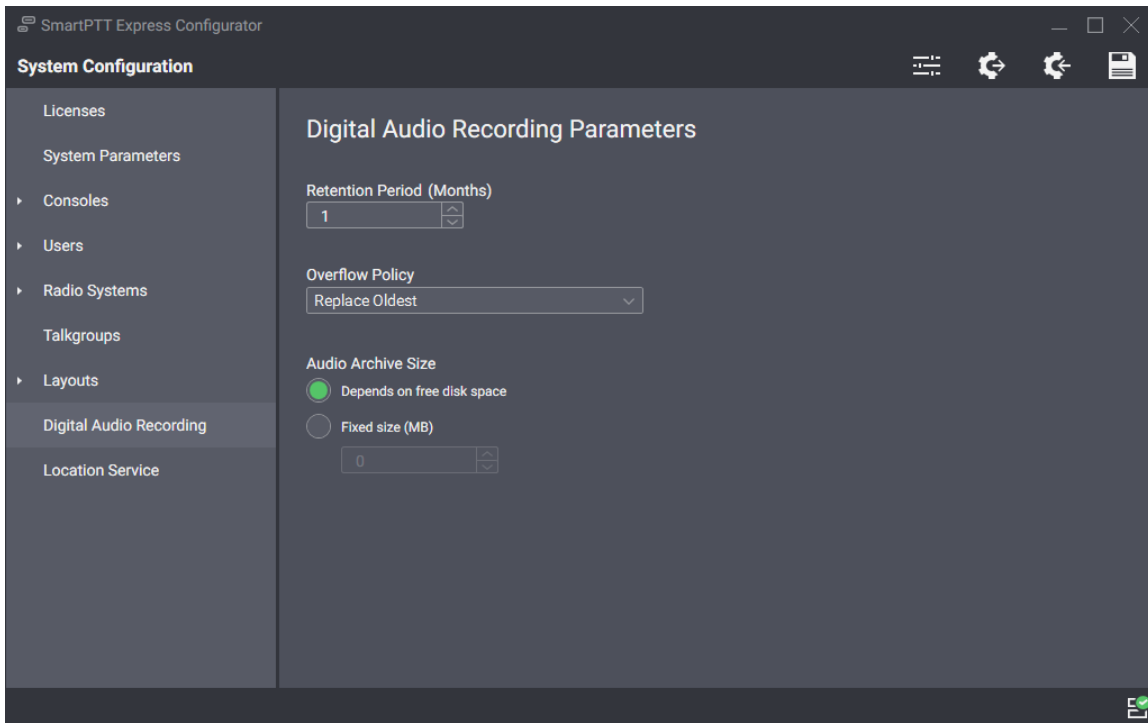 SmartPTT Express Configurator
System Configuration
Licenses
System Parameters
Consoles
Users
Radio Systems
Talkgroups
Layouts
Digital Audio Recording
Location Service
Digital Audio Recording Parameters
Retention Period (Months)
1
Overflow Policy
Replace Oldest
Audio Archive Size
Depends on free disk space
Fixed size (MB)
0